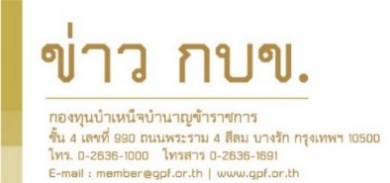 ข่าว กบข.
กองทุนบำเหน็จบำนาญข้าราชการ
ชั้น 4 เลขที่ 990 ถนนพระราม 4 สีลม บางรัก กรุงเทพฯ 10500
โทร. 0-2636-1000 โทรสาร 0-2636-1691
E-mail : member@gpf.or.th | www.gpf.or.th